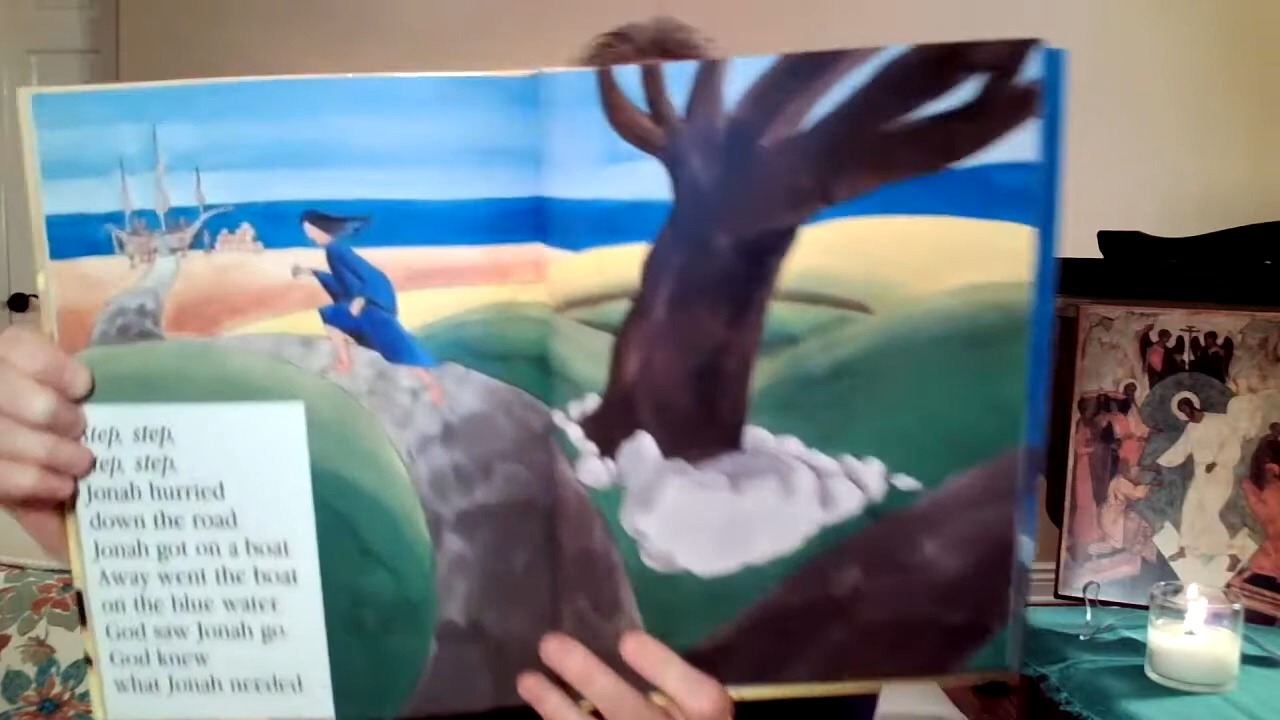 Step, step,
step, step.
Jonah hurried
down the road
Jonah got on a boat
Away went the boat
on the blue water.
God saw Jonah go.
God knew
what Jonah needed